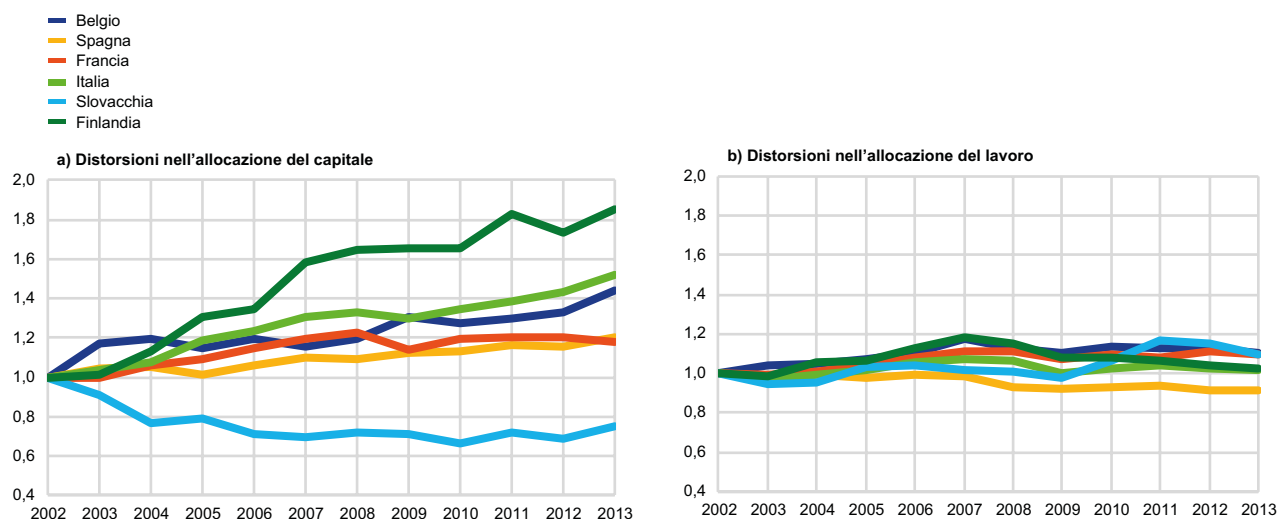 Belgio
Spagna
Francia
Italia
Slovacchia
Finlandia
a) Distorsioni nell'allocazione del capitale
2,0
1,8
1,6
1,4
1,2
1,0
0,8
0,6
0,4
2002 2003 2004 2005 2006 2007 2008 2009 2010 2011 2012 2013
b) Distorsioni nell'allocazione del lavoro
2,0
1,8
1,6
1,4
1,2
1,0
0,8
0,6
0,4
2002 2003 2004 2005 2006 2007 2008 2009 2010 2011 2012 2013